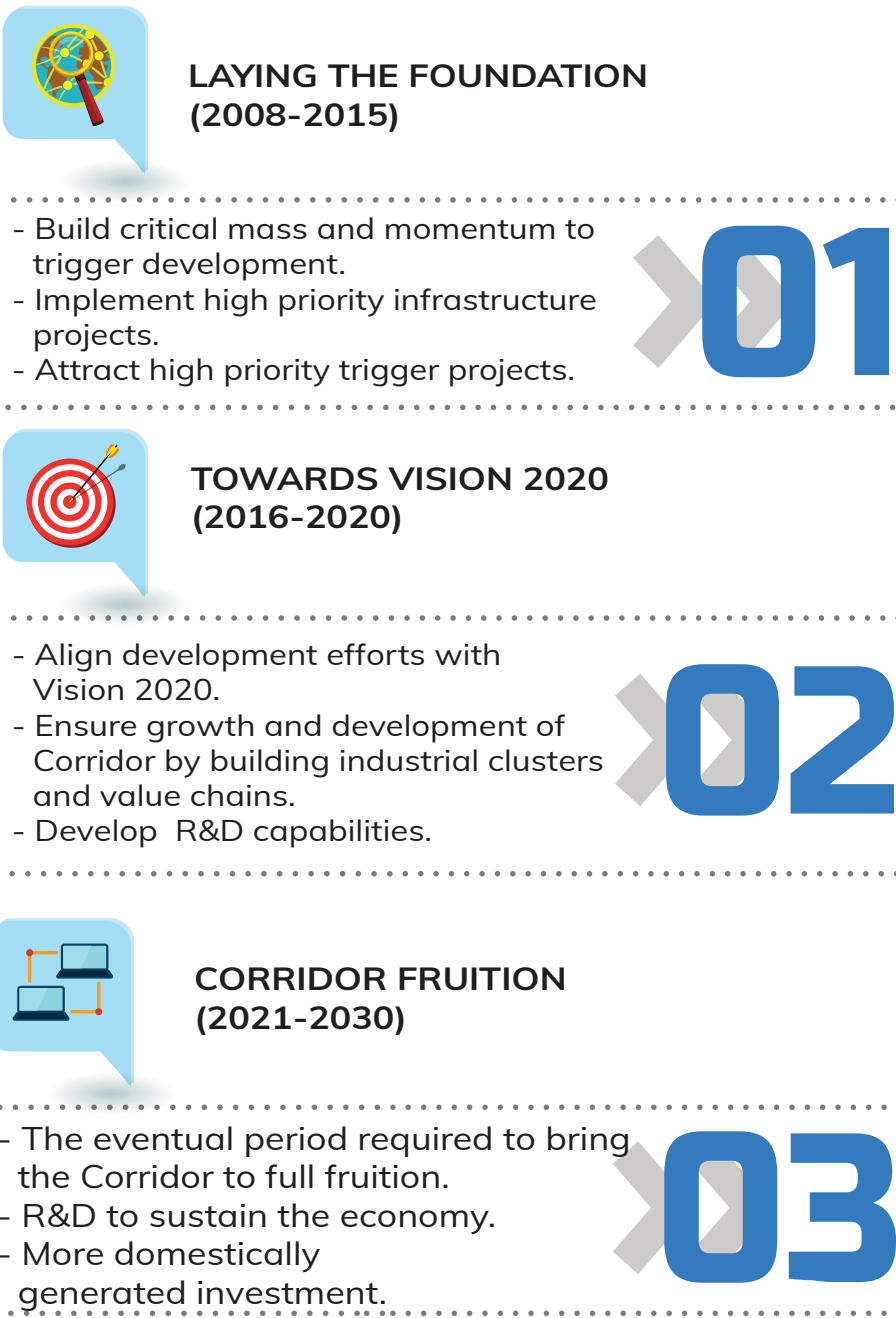 LAYING THE FOUNDATION
(2008-2015)
- Build critical mass and momentum to
trigger development.
- Implement high priority infrastructure
projects.
- Attract high priority trigger projects.
01
TOWARDS VISION 2020
(2016-2020)
- Align development efforts with
Vision 2020.
- Ensure growth and development of
Corridor by building industrial clusters
and value chains.
- Develop  R&D capabilities.
02
CORRIDOR FRUITION
(2021-2030)
- The eventual period required to bring
the Corridor to full fruition.
- R&D to sustain the economy.
- More domestically
generated investment.
03